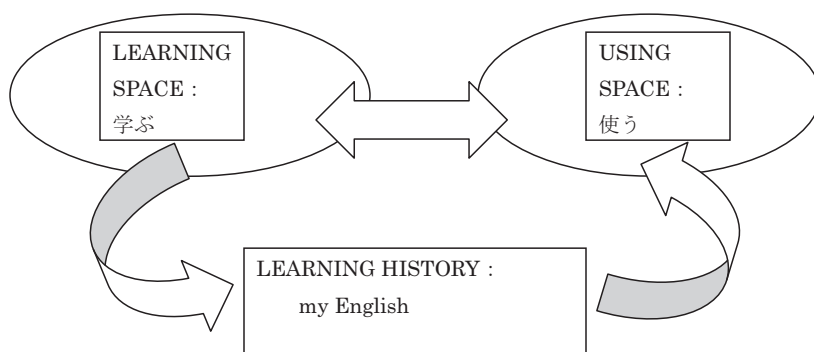 LEARNING
SPACE：
学ぶ
USING
SPACE：
使う
LEARNING HISTORY：
my English